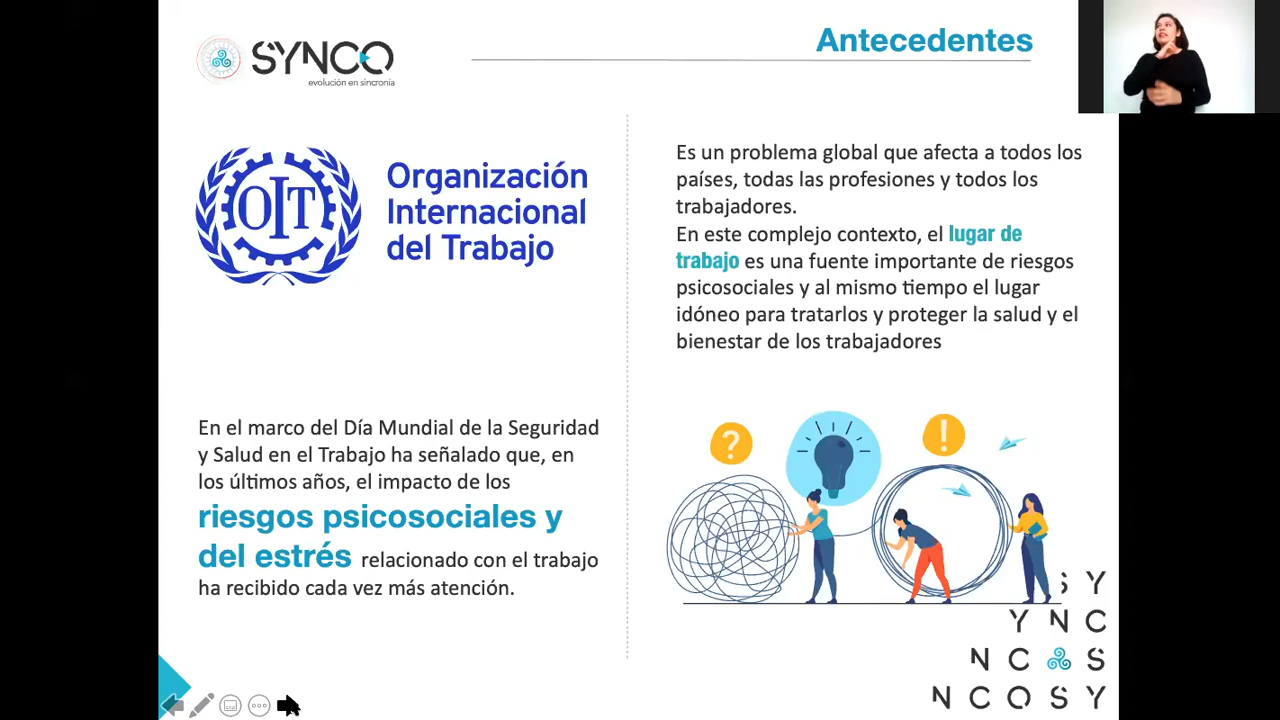 SYNCO
evolución en sincronía
Antecedentes
OIT
Organización
Internacional
del Trabajo
En el marco del Día Mundial de la Seguridad
y Salud en el Trabajo ha señalado que, en
los últimos años, el impacto de los
riesgos psicosociales y
del estrés relacionado con el trabajo
ha recibido cada vez más atención.
Es un problema global que afecta a todos los
países, todas las profesiones y todos los
trabajadores.
En este complejo contexto, el lugar de
trabajo es una fuente importante de riesgos
psicosociales y al mismo tiempo el lugar
idóneo para tratarlos y proteger la salud y el
bienestar de los trabajadores
?
!
S Y
Y N C
N C S
N C O S Y